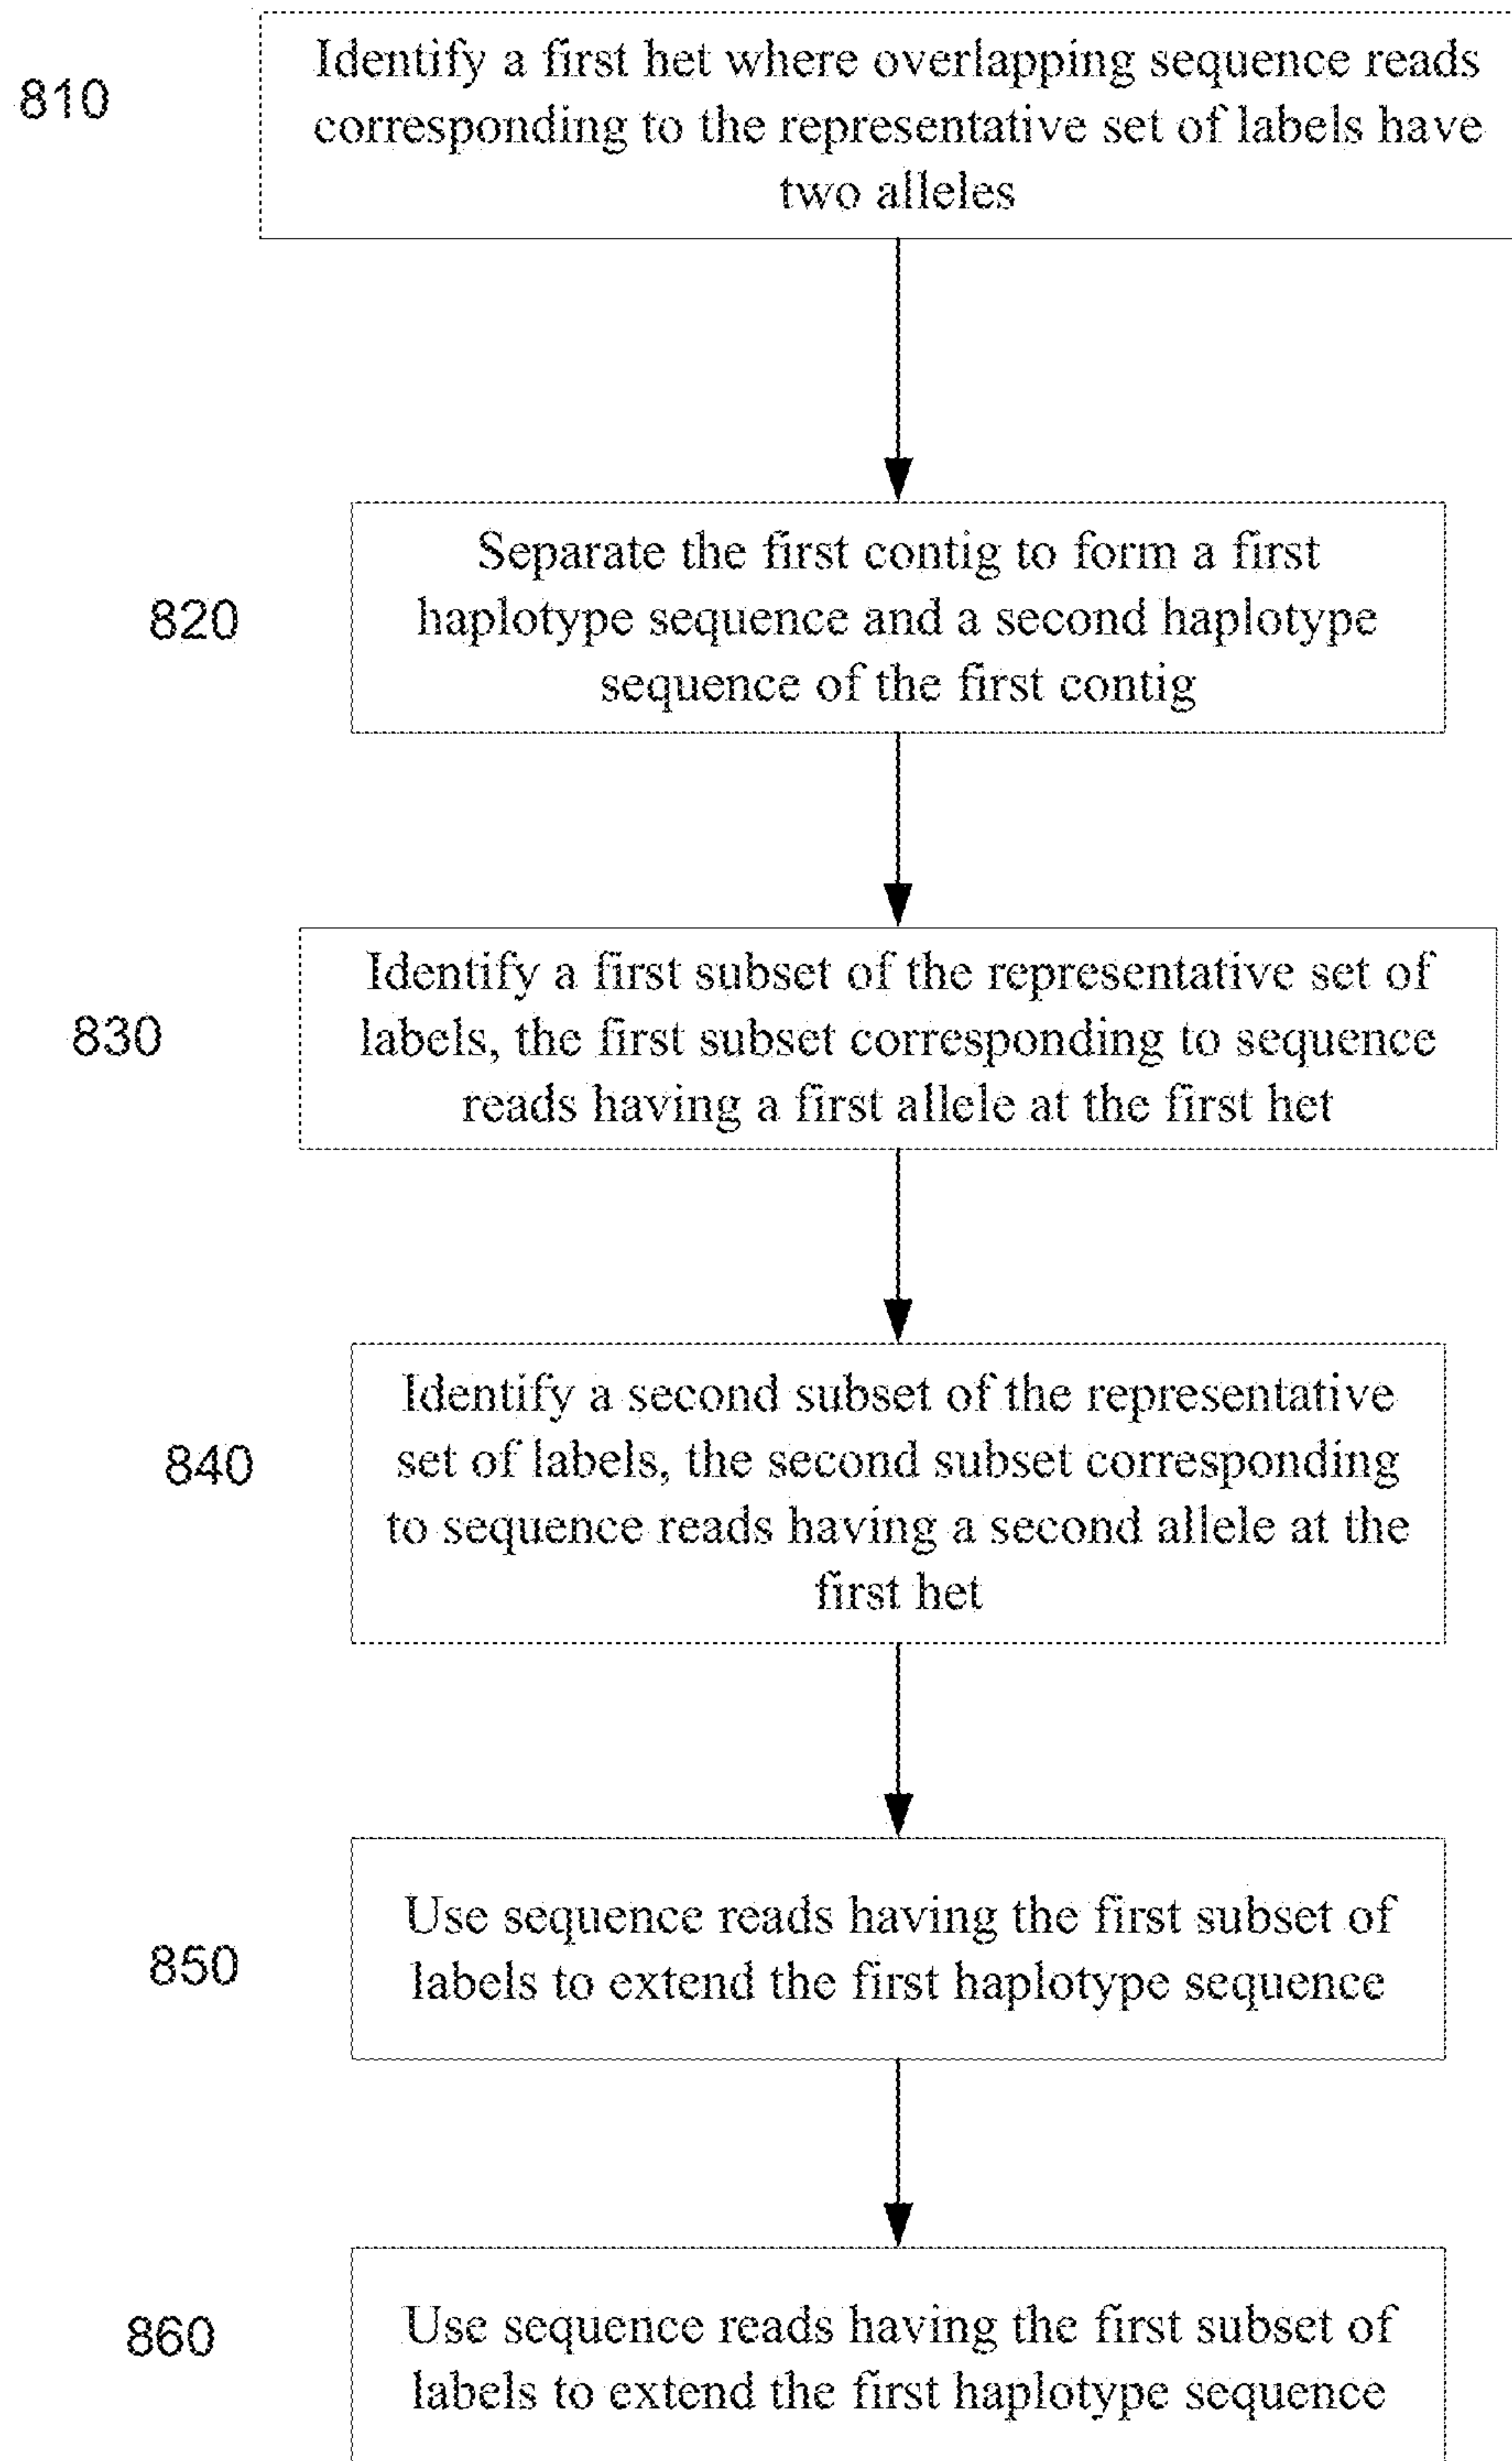 810
Identify a first het where overlapping sequence reads
corresponding to the representative set of labels have
two alleles
820
Separate the first contig to form a first
haplotype sequence and a second haplotype
sequence of the first contig
830
Identify a first subset of the representative set of
labels, the first subset corresponding to sequence
reads having a first allele at the first het
840
Identify a second subset of the representative
set of labels, the second subset corresponding
to sequence reads having a second allele at the
first het
850
Use sequence reads having the first subset of
labels to extend the first haplotype sequence
860
Use sequence reads having the first subset of
labels to extend the first haplotype sequence